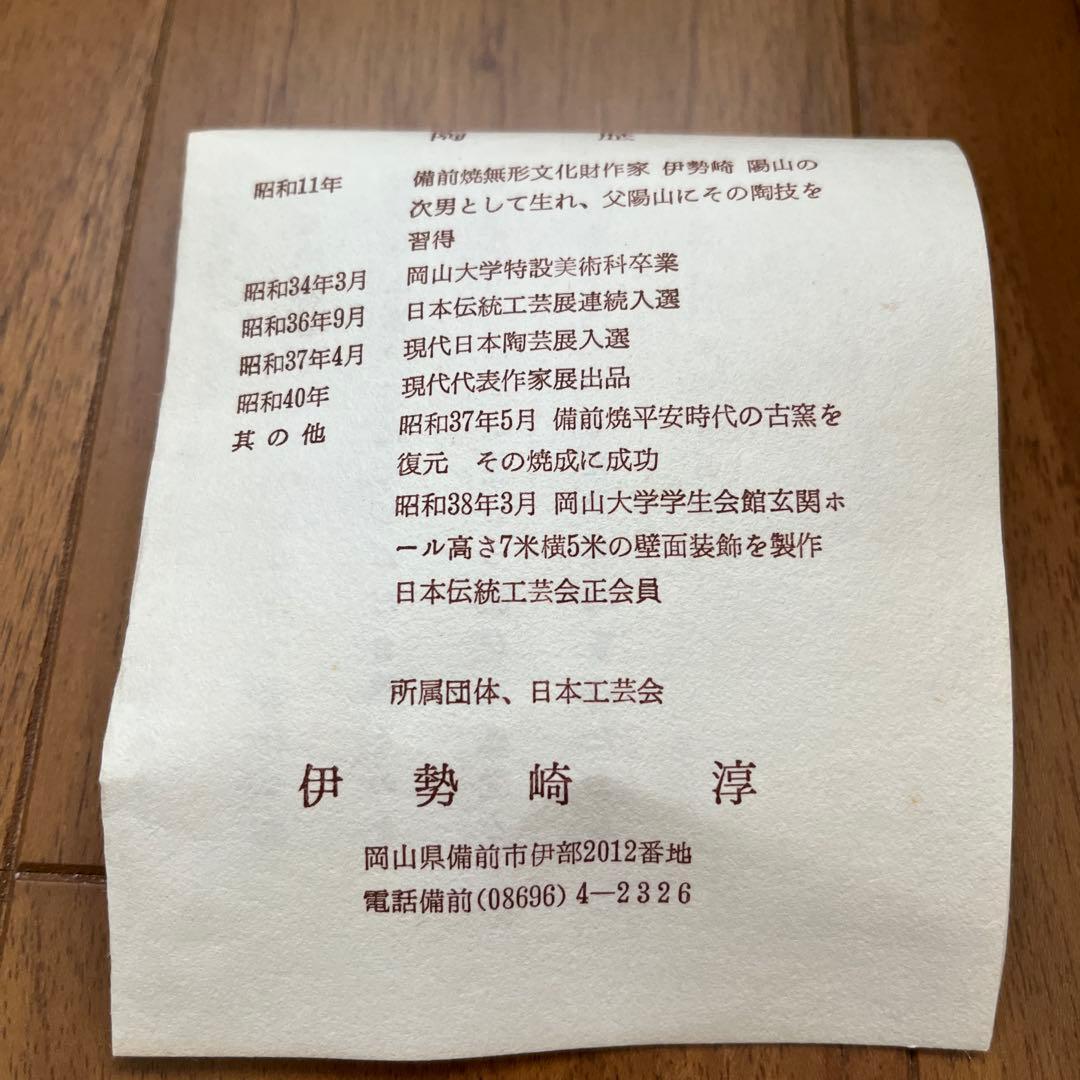 陶 歴
昭和11年 備前焼無形文化財作家 伊勢崎 陽山の
次男として生れ、父陽山にその陶技を
習得
昭和34年3月 岡山大学特設美術科卒業
昭和36年9月 日本伝統工芸展連続入選
昭和37年4月 現代日本陶芸展入選
昭和40年 現代代表作家展出品
其の他 昭和37年5月 備前焼平安時代の古窯を
復元 その焼成に成功
昭和38年3月 岡山大学学生会館玄関ホ
ール高さ7米横5米の壁面装飾を製作
日本伝統工芸会正会員
所属団体、日本工芸会
伊勢崎 淳
岡山県備前市伊部2012番地
電話備前(08696)4—2326